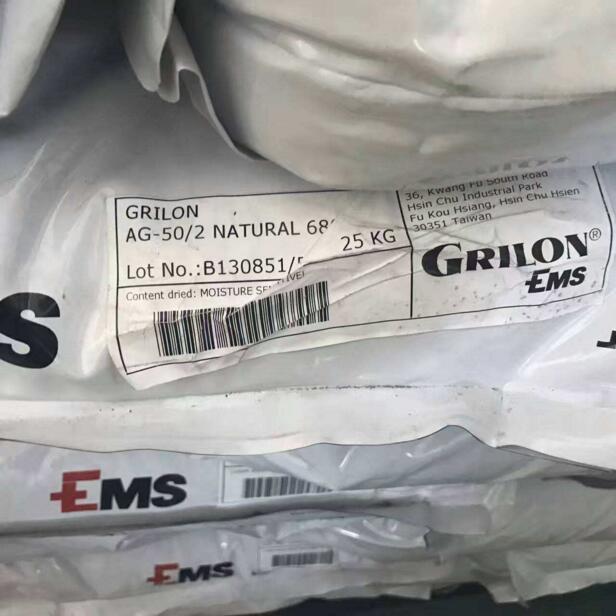 GRILON
AG-50/2 NATURAL 68
25 KG
Lot No.:B130851/
Content dried: MOISTURE
36, Kwang Fu South Road
Hsin Chu Industrial Park
Fu Kou Hsiang, Hsin Chu Hsien
30351 Taiwan
GRILON®
EMS
S
EMS
EMS